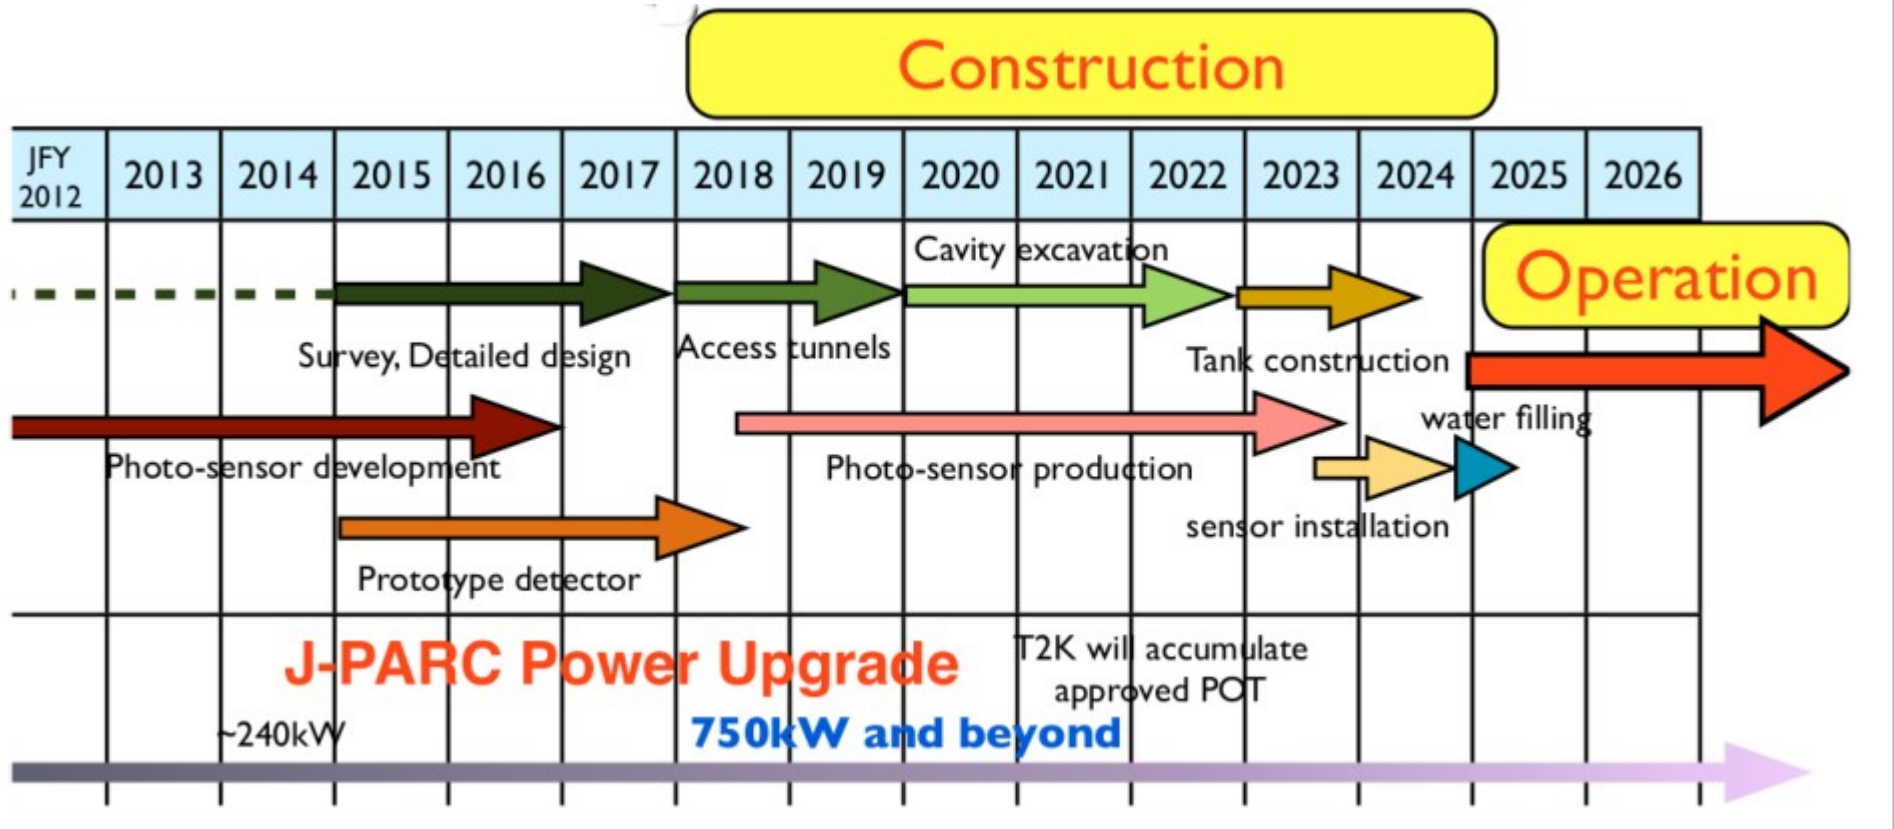 Construction
JFY
2012
2013
2014
2015
2016
2017
2018
2019
2020
2021
2022
2023
2024
2025
2026
Cavity excavation
Operation
Survey, Detailed design
Access tunnels
Tank construction
water filling
Photo-sensor development
Photo-sensor production
sensor installation
Prototype detector
J-PARC Power Upgrade
T2K will accumulate
approved POT
~240kW
750kW and beyond